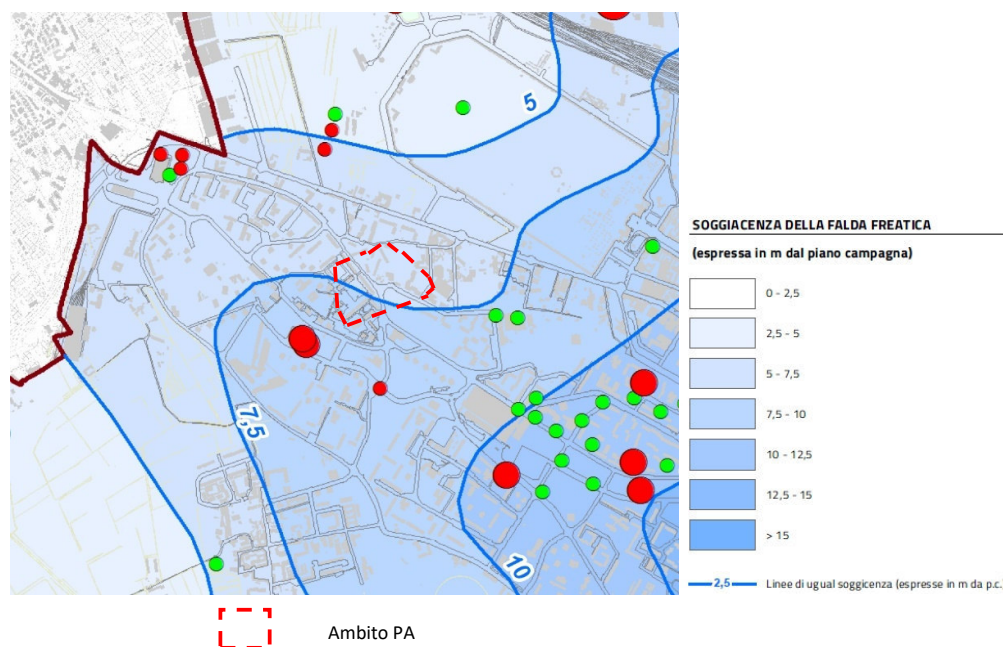 5
7,5
10
SOGGIACENZA DELLA FALDA FREATICA
(espressa in m dal piano campagna)
0 - 2,5
2,5 - 5
5 - 7,5
7,5 - 10
10 - 12,5
12,5 - 15
> 15
2,5 Linee di ugual soggicenza (espresse in m da p.c.)
Ambito PA